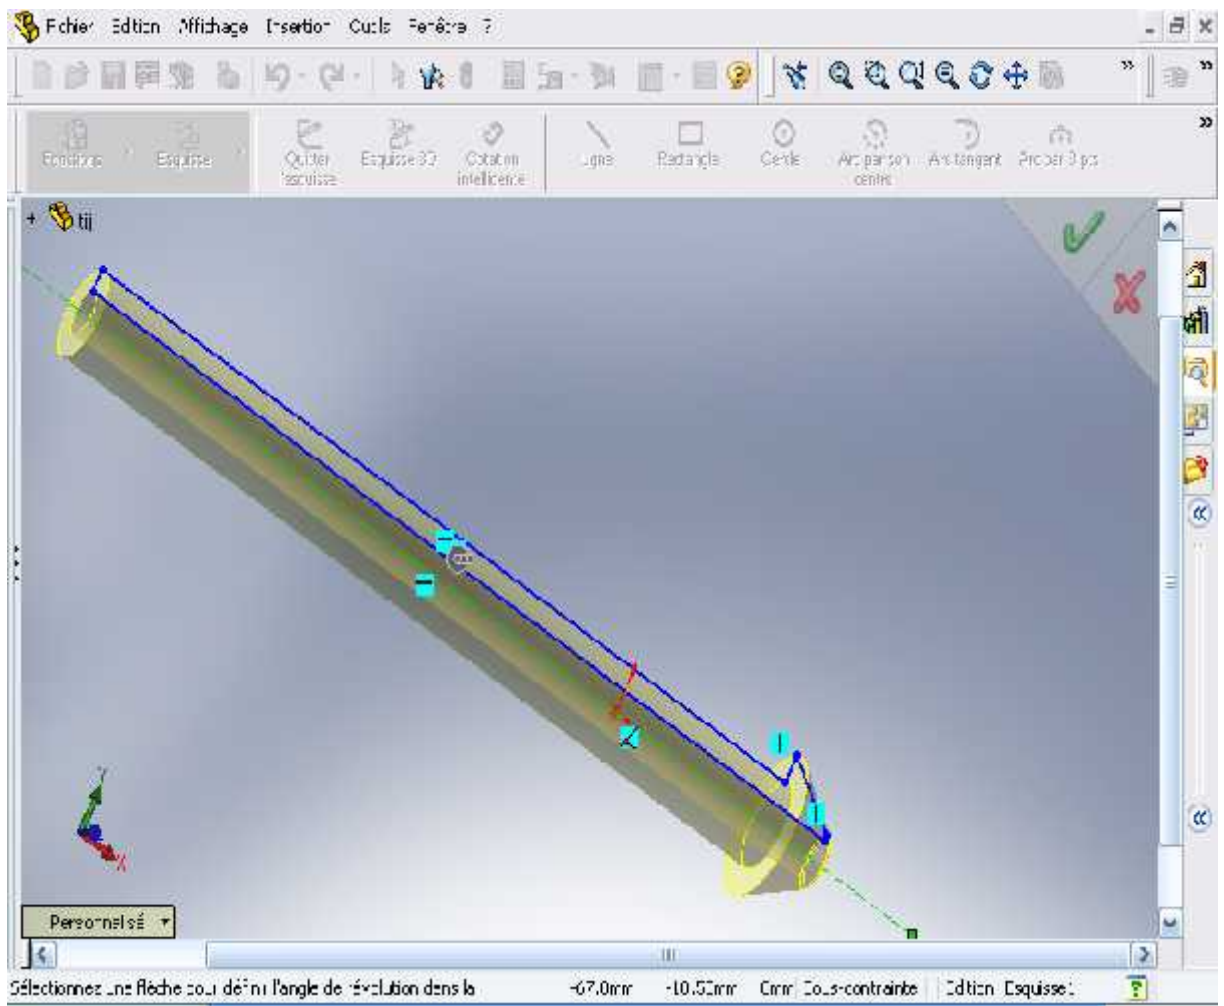 Fichier Edition Affichage Insertion Outils Fenêtre ?
Fonctions Esquisse Quitter l'esquisse Esquisse 3D Cotation intelligente Ligne Rectangle Cercle Arc par son centre Arc tangent Arc par 3 pts
tij
Y
X
Personnalisé
Sélectionnez une flèche pour définir l'angle de révolution dans la -67.0mm -10.50mm 0mm Sous-contrainte Edition: Esquisse1